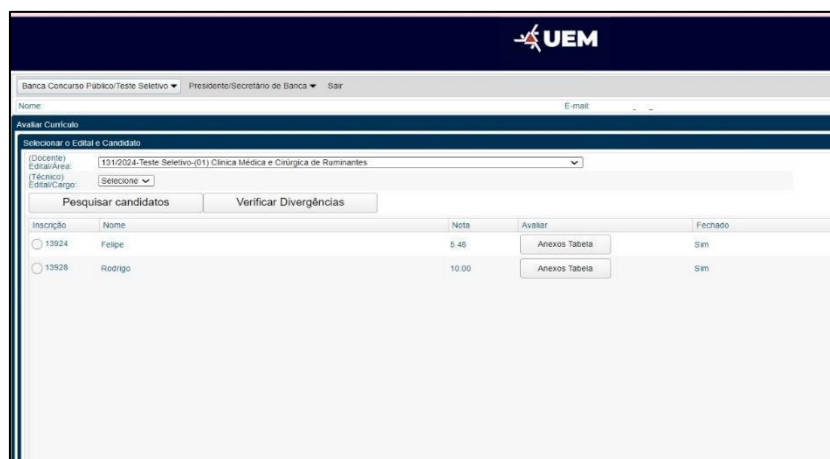 UEM
Banca Concurso Público/Teste Seletivo Presidente/Secretário de Banca Sair
Nome: E-mail:
Avaliar Currículo
Selecionar o Edital e Candidato
(Docente) Edital/Área: 131/2024-Teste Seletivo-(01) Clínica Médica e Cirúrgica de Ruminantes
(Técnico) Edital/Cargo: Selecione
Pesquisar candidatos Verificar Divergências
Inscrição Nome Nota Avaliar Fechado
13924 Felipe 5.46 Anexos Tabela Sim
13928 Rodrigo 10.00 Anexos Tabela Sim